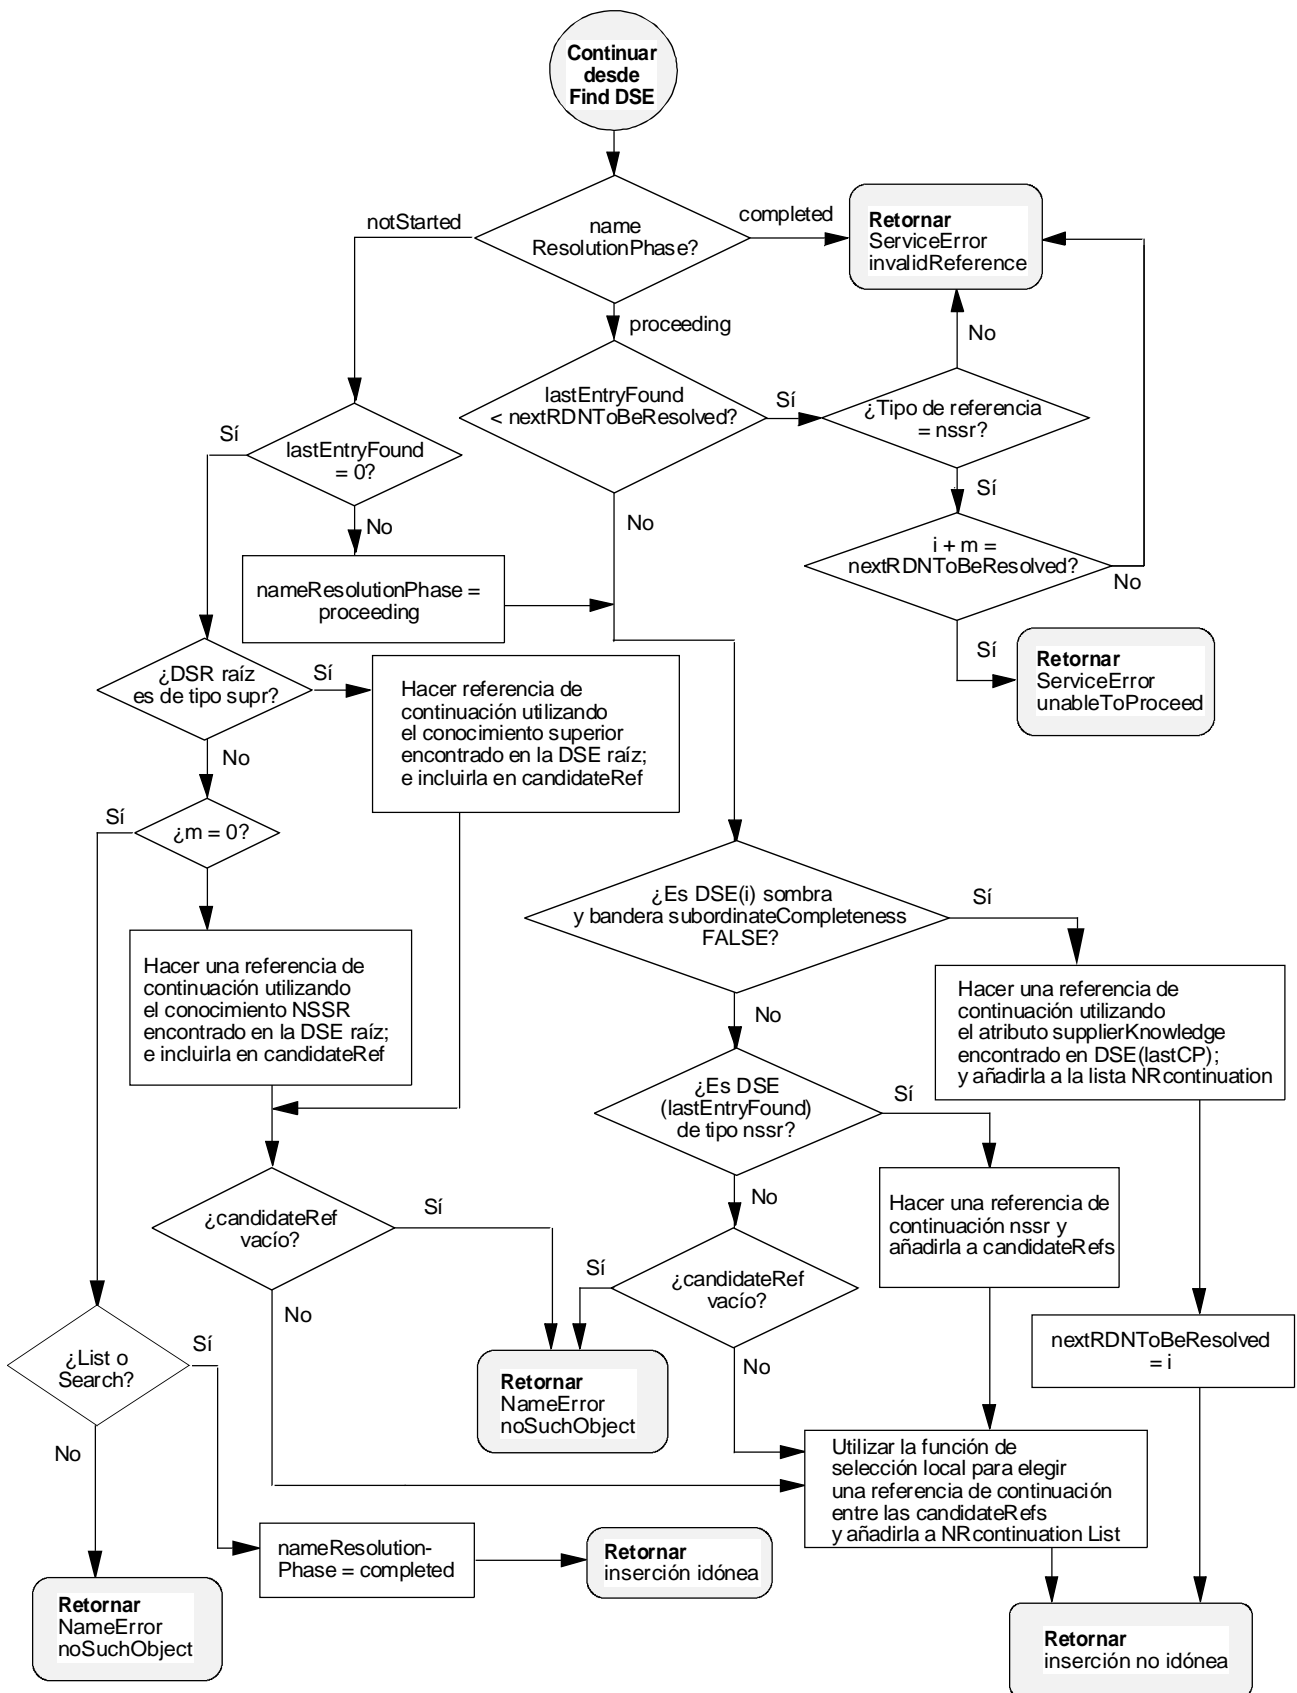 Continuar
desde
Find DSE
name
ResolutionPhase?
notStarted
completed
Retornar
ServiceError
invalidReference
proceeding
No
lastEntryFound
< nextRDNToBeResolved?
Sí
¿Tipo de referencia
= nssr?
Sí
lastEntryFound
= 0?
Sí
No
No
i + m =
nextRDNToBeResolved?
No
nameResolutionPhase =
proceeding
Sí
Retornar
ServiceError
unableToProceed
¿DSR raíz
es de tipo supr?
Sí
Hacer referencia de
continuación utilizando
el conocimiento superior
encontrado en la DSE raíz;
e incluirla en candidateRef
No
Sí
¿m = 0?
¿Es DSE(i) sombra
y bandera subordinateCompleteness
FALSE?
Sí
Hacer una referencia de
continuación utilizando
el conocimiento NSSR
encontrado en la DSE raíz;
e incluirla en candidateRef
No
Hacer una referencia de
continuación utilizando
el atributo supplierKnowledge
encontrado en DSE(lastCP);
y añadirla a la lista NRcontinuation
¿Es DSE
(lastEntryFound)
de tipo nssr?
Sí
No
¿candidateRef
vacío?
Sí
Hacer una referencia de
continuación nssr y
añadirla a candidateRefs
Sí
¿candidateRef
vacío?
No
No
¿List o
Search?
Sí
nextRDNToBeResolved
= i
Retornar
NameError
noSuchObject
No
Utilizar la función de
selección local para elegir
una referencia de continuación
entre las candidateRefs
y añadirla a NRcontinuation List
nameResolution-
Phase = completed
Retornar
inserción idónea
Retornar
NameError
noSuchObject
Retornar
inserción no idónea